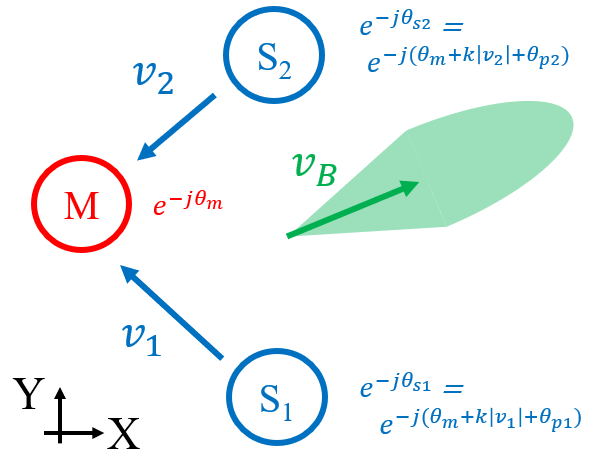 S₂
e^{-jθ_{s2}} =
e^{-j(θ_m+k|v_2|+θ_{p2})}
v₂
v_B
M
e^{-jθ_m}
v₁
S₁
e^{-jθ_{s1}} =
e^{-j(θ_m+k|v_1|+θ_{p1})}
Y
X